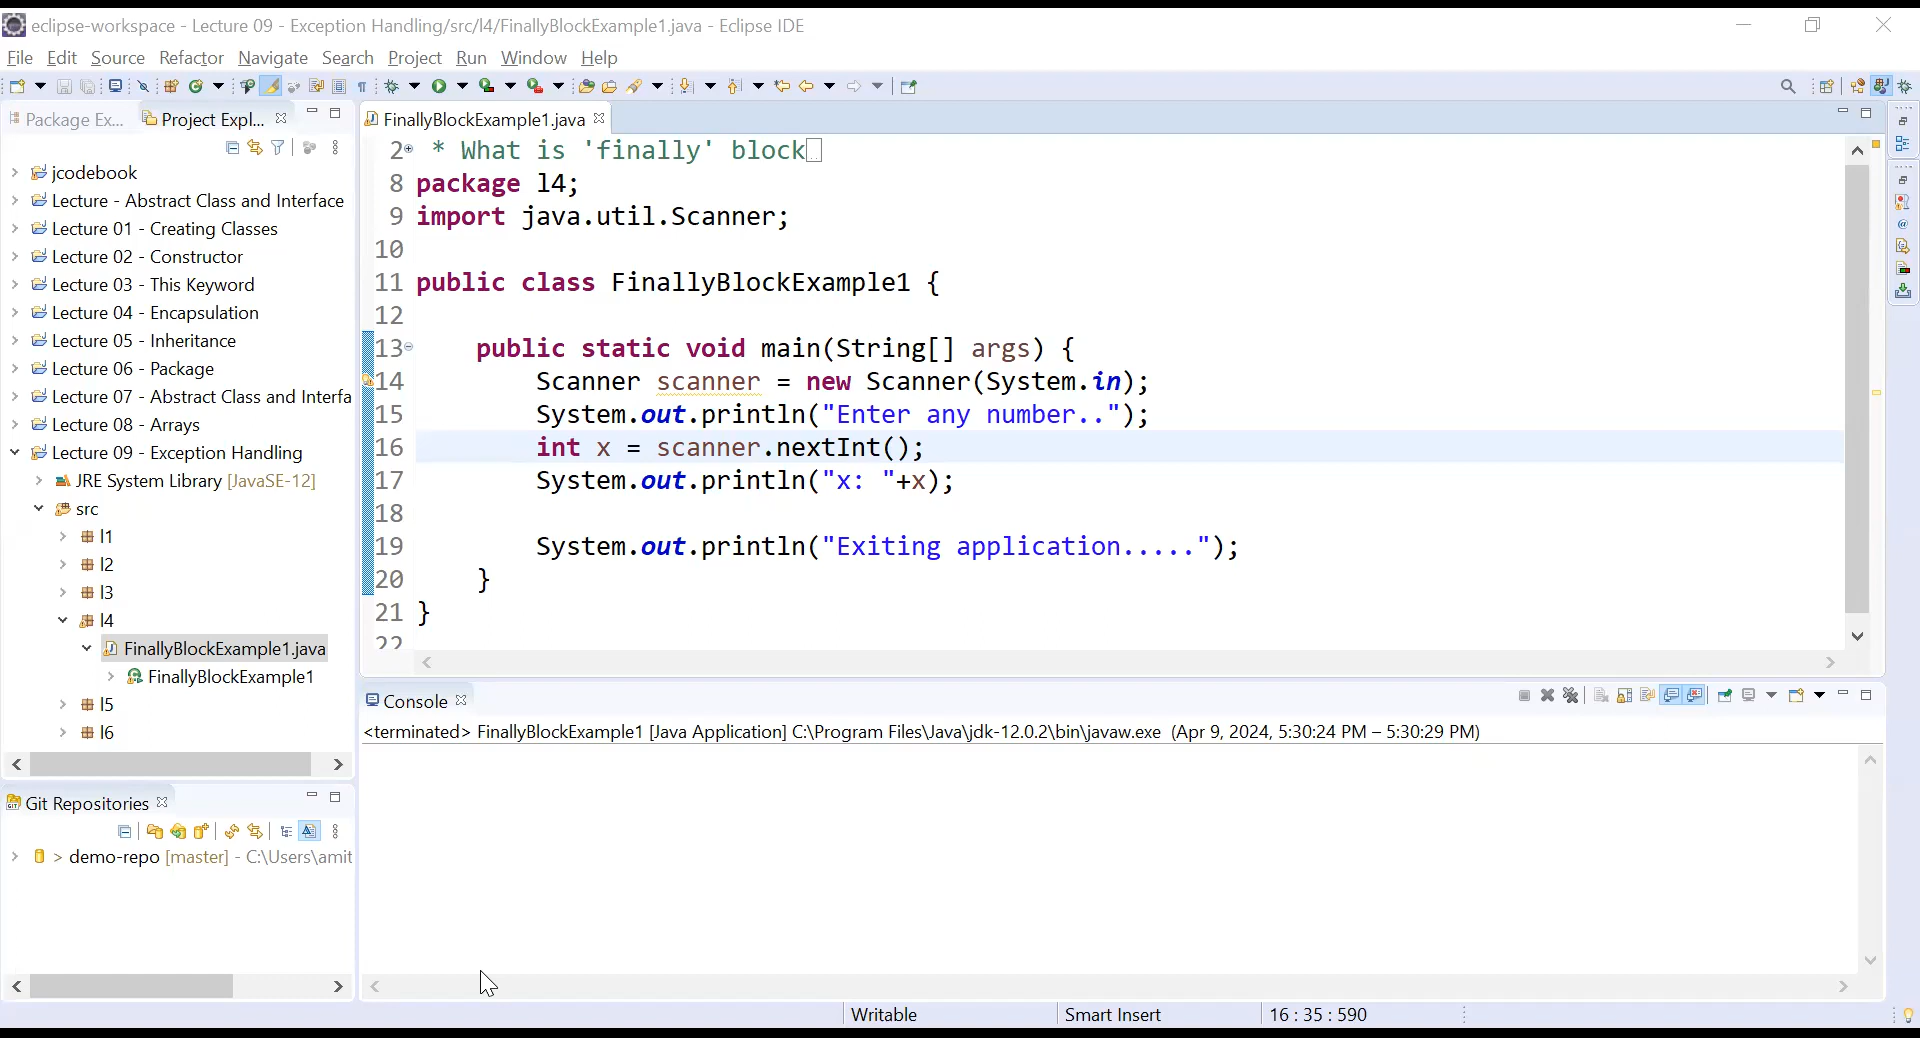 eclipse-workspace - Lecture 09 - Exception Handling/src/l4/FinallyBlockExample1.java - Eclipse IDE
File Edit Source Refactor Navigate Search Project Run Window Help
Package Ex...
Project Expl...
jcodebook
Lecture - Abstract Class and Interface
Lecture 01 - Creating Classes
Lecture 02 - Constructor
Lecture 03 - This Keyword
Lecture 04 - Encapsulation
Lecture 05 - Inheritance
Lecture 06 - Package
Lecture 07 - Abstract Class and Interfa
Lecture 08 - Arrays
Lecture 09 - Exception Handling
JRE System Library [JavaSE-12]
src
l1
l2
l3
l4
FinallyBlockExample1.java
FinallyBlockExample1
l5
l6
Git Repositories
> demo-repo [master] - C:\Users\amit
FinallyBlockExample1.java
2 * What is 'finally' block
8 package l4;
9 import java.util.Scanner;
10
11 public class FinallyBlockExample1 {
12
13 public static void main(String[] args) {
14 Scanner scanner = new Scanner(System.in);
15 System.out.println("Enter any number..");
16 int x = scanner.nextInt();
17 System.out.println("x: "+x);
18
19 System.out.println("Exiting application.....");
20 }
21 }
22
Console
<terminated> FinallyBlockExample1 [Java Application] C:\Program Files\Java\jdk-12.0.2\bin\javaw.exe (Apr 9, 2024, 5:30:24 PM – 5:30:29 PM)
Writable
Smart Insert
16 : 35 : 590